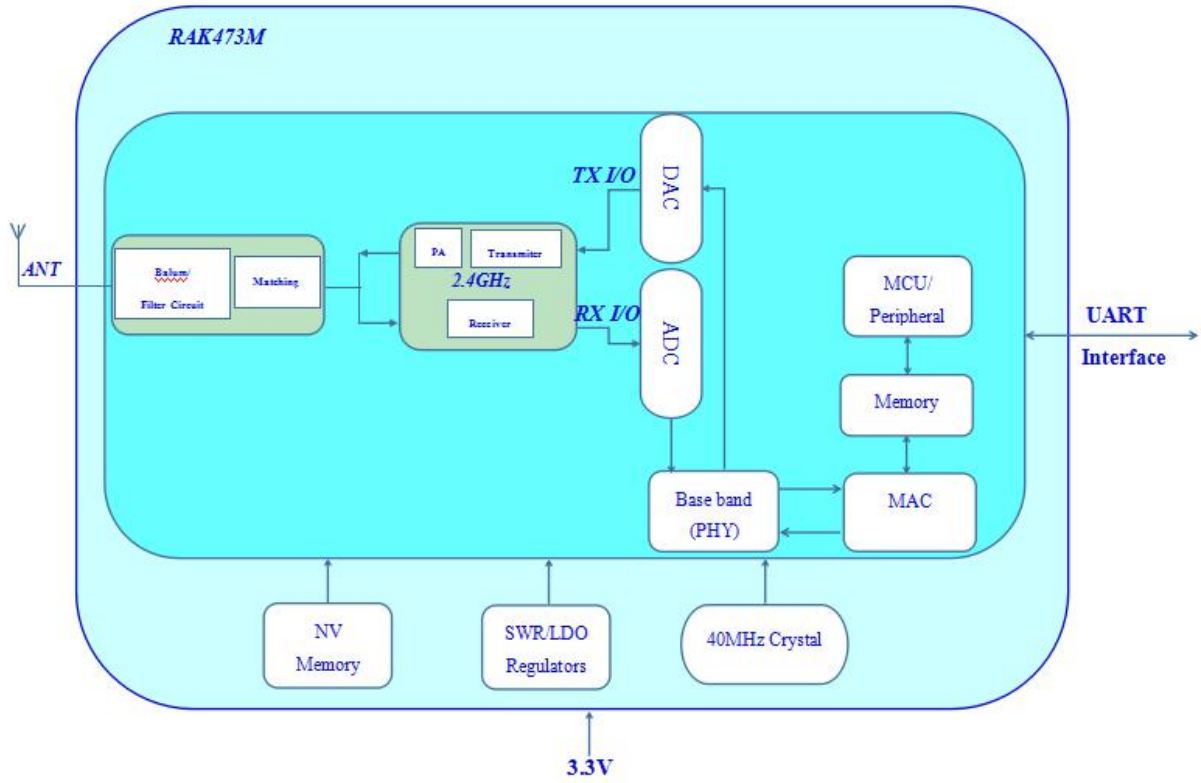 RAK473M
DAC
TX I/O
ANT
Balum/
Filter Circuit
Matching
PA
Transmiter
2.4GHz
Receiver
RX I/O
ADC
MCU/
Peripheral
UART
Interface
Memory
Base band
(PHY)
MAC
NV
Memory
SWR/LDO
Regulators
40MHz Crystal
3.3V